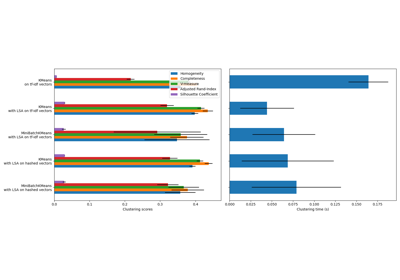 Homogeneity
Completeness
V-measure
Adjusted Rand-Index
Silhouette Coefficient
KMeans
on tf-idf vectors
KMeans
with LSA on tf-idf vectors
MiniBatchKMeans
with LSA on tf-idf vectors
KMeans
with LSA on hashed vectors
MiniBatchKMeans
with LSA on hashed vectors
0.0 0.1 0.2 0.3 0.4
Clustering scores
0.000 0.025 0.050 0.075 0.100 0.125 0.150 0.175
Clustering time (s)